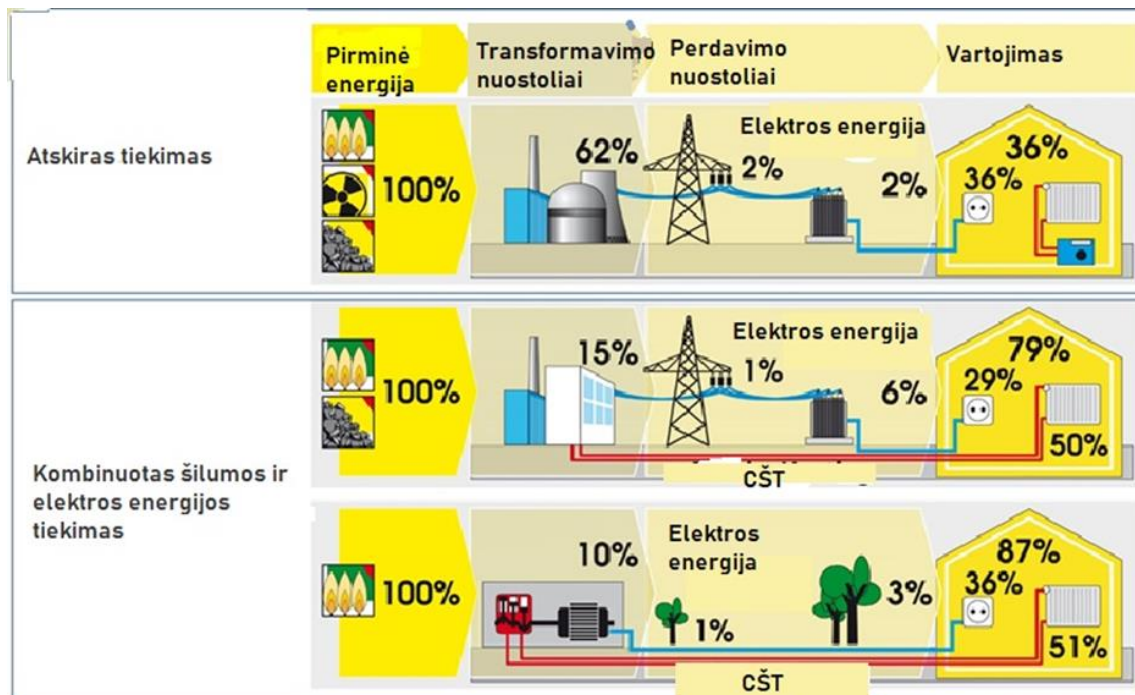 Pirminė
energija
Transformavimo
nuostoliai
Perdavimo
nuostoliai
Vartojimas
Atskiras tiekimas
100%
62%
Elektros energija
2%
2%
36%
36%
Kombinuotas šilumos ir
elektros energijos
tiekimas
100%
15%
Elektros energija
1%
6%
79%
29%
50%
CŠT
100%
10%
Elektros
energija
1%
3%
87%
36%
51%
CŠT